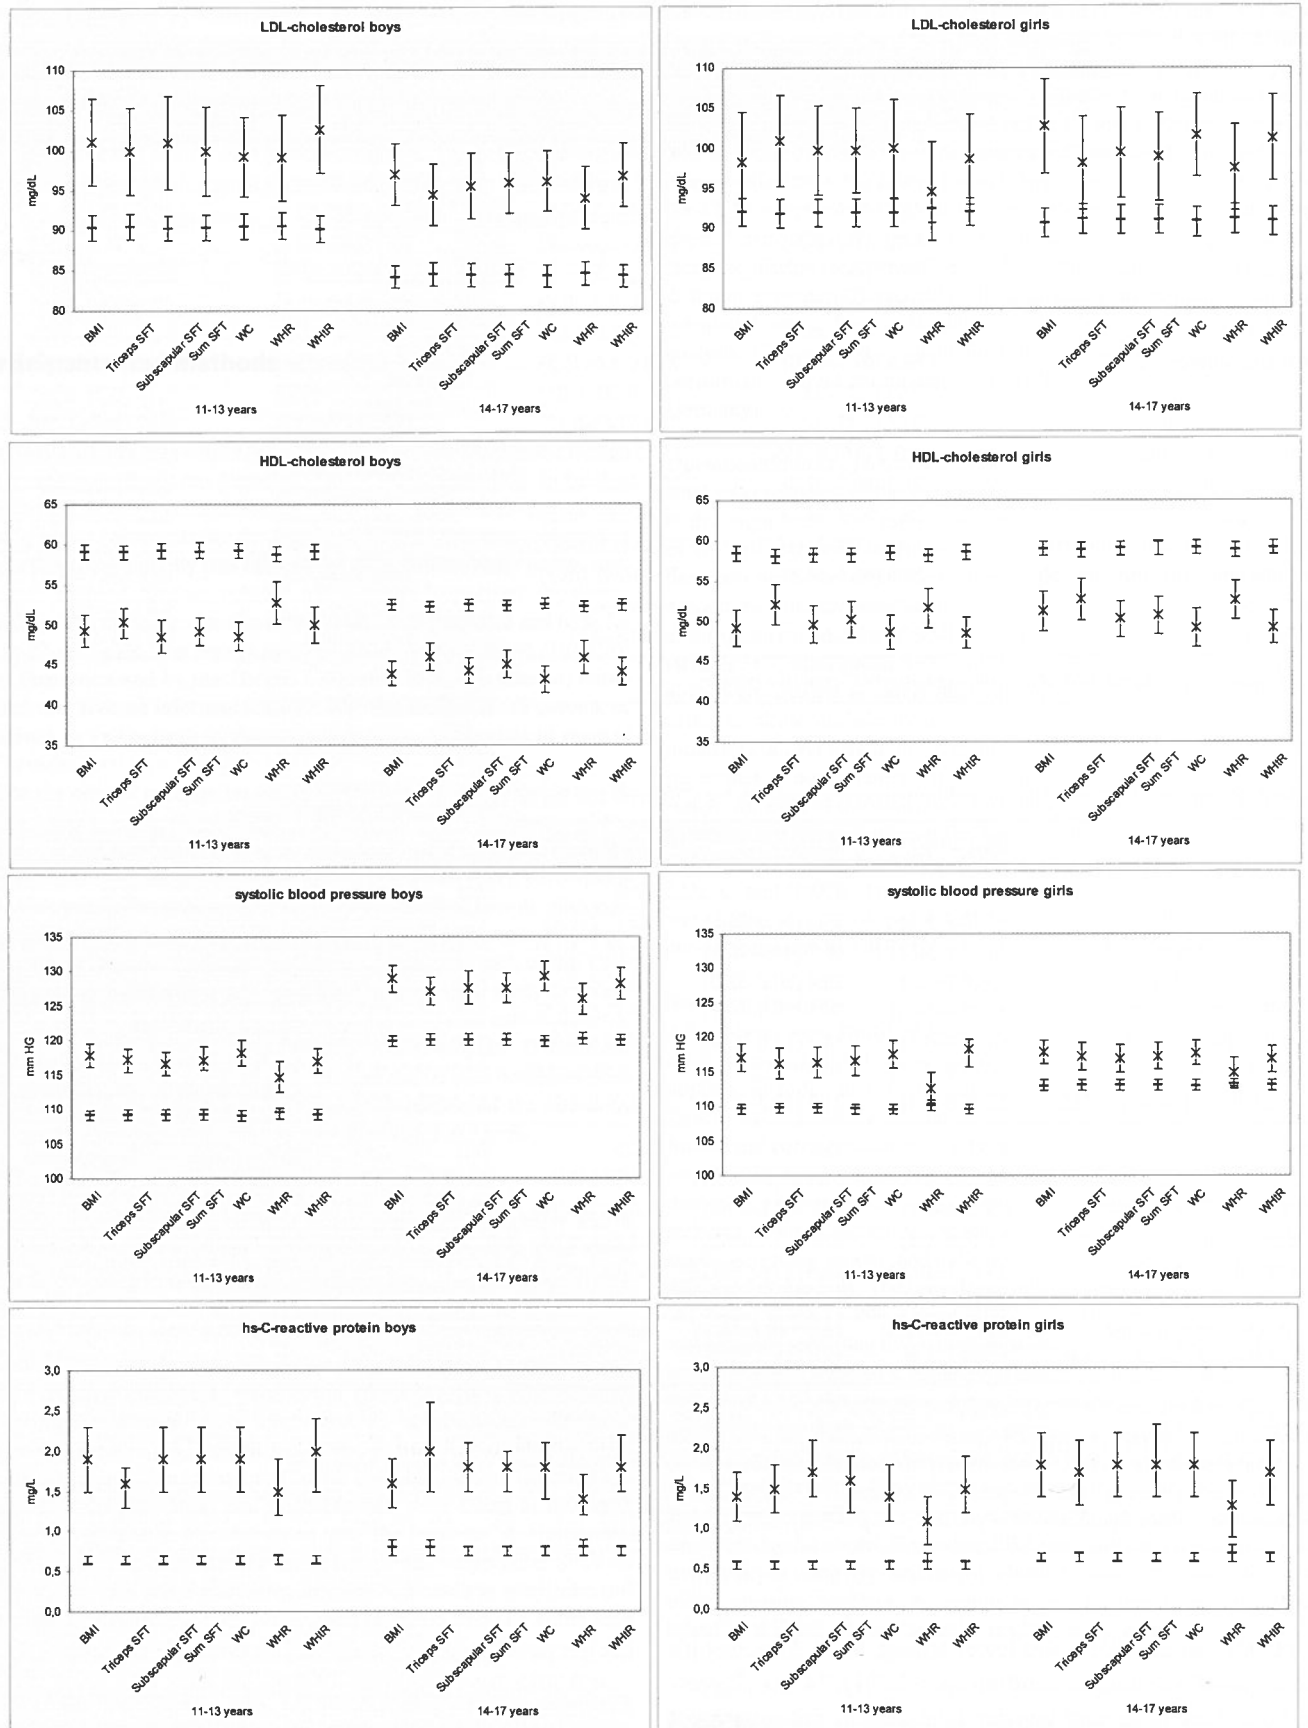 LDL-cholesterol boys
mg/dL
110
105
100
95
90
85
80
BMI
Triceps SFT
Subscapular SFT
Sum SFT
WC
WHR
WHtR
BMI
Triceps SFT
Subscapular SFT
Sum SFT
WC
WHR
WHtR
11-13 years
14-17 years
LDL-cholesterol girls
mg/dL
110
105
100
95
90
85
80
BMI
Triceps SFT
Subscapular SFT
Sum SFT
WC
WHR
WHtR
BMI
Triceps SFT
Subscapular SFT
Sum SFT
WC
WHR
WHtR
11-13 years
14-17 years
HDL-cholesterol boys
mg/dL
65
60
55
50
45
40
35
BMI
Triceps SFT
Subscapular SFT
Sum SFT
WC
WHR
WHtR
BMI
Triceps SFT
Subscapular SFT
Sum SFT
WC
WHR
WHtR
11-13 years
14-17 years
HDL-cholesterol girls
mg/dL
65
60
55
50
45
40
35
BMI
Triceps SFT
Subscapular SFT
Sum SFT
WC
WHR
WHtR
BMI
Triceps SFT
Subscapular SFT
Sum SFT
WC
WHR
WHtR
11-13 years
14-17 years
systolic blood pressure boys
mm HG
135
130
125
120
115
110
105
100
BMI
Triceps SFT
Subscapular SFT
Sum SFT
WC
WHR
WHtR
BMI
Triceps SFT
Subscapular SFT
Sum SFT
WC
WHR
WHtR
11-13 years
14-17 years
systolic blood pressure girls
mm HG
135
130
125
120
115
110
105
100
BMI
Triceps SFT
Subscapular SFT
Sum SFT
WC
WHR
WHtR
BMI
Triceps SFT
Subscapular SFT
Sum SFT
WC
WHR
WHtR
11-13 years
14-17 years
hs-C-reactive protein boys
mg/L
3,0
2,5
2,0
1,5
1,0
0,5
0,0
BMI
Triceps SFT
Subscapular SFT
Sum SFT
WC
WHR
WHtR
BMI
Triceps SFT
Subscapular SFT
Sum SFT
WC
WHR
WHtR
11-13 years
14-17 years
hs-C-reactive protein girls
mg/L
3,0
2,5
2,0
1,5
1,0
0,5
0,0
BMI
Triceps SFT
Subscapular SFT
Sum SFT
WC
WHR
WHtR
BMI
Triceps SFT
Subscapular SFT
Sum SFT
WC
WHR
WHtR
11-13 years
14-17 years